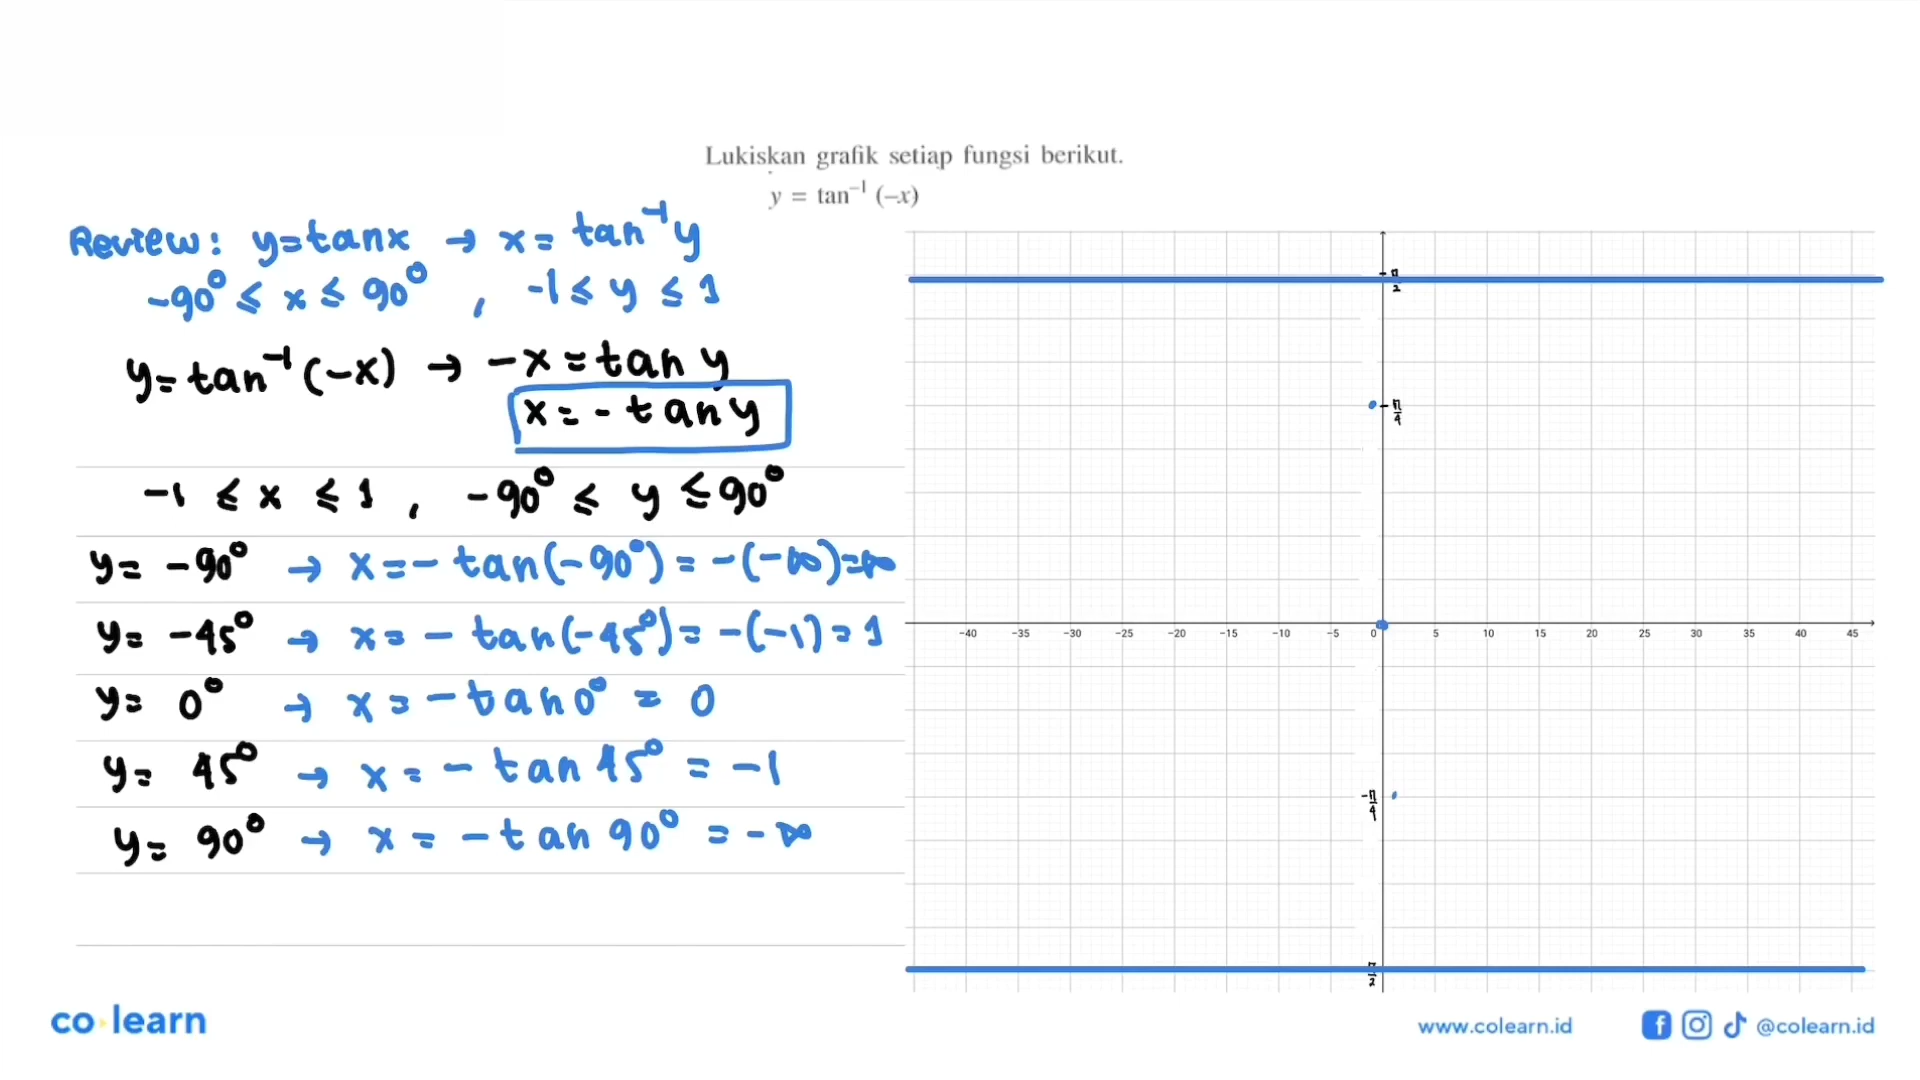 Lukiskan grafik setiap fungsi berikut.
y = tan⁻¹ (–x)
Review: y=tanx → x = tan⁻¹y
-90° ≤ x ≤ 90° , -1 ≤ y ≤ 1
y=tan⁻¹(-x) → -x = tan y
x = - tan y
-1 ≤ x ≤ 1 , -90° ≤ y ≤ 90°
y= -90° → x = - tan(-90°) = -(-∞)=∞
y= -45° → x = - tan(-45°) = -(-1) = 1
y= 0° → x = - tan 0° = 0
y= 45° → x = - tan 45° = -1
y= 90° → x = - tan 90° = -∞
π/2
π/4
-40 -35 -30 -25 -20 -15 -10 -5 0 5 10 15 20 25 30 35 40 45
-π/4
π/2
co learn
www.colearn.id @colearn.id